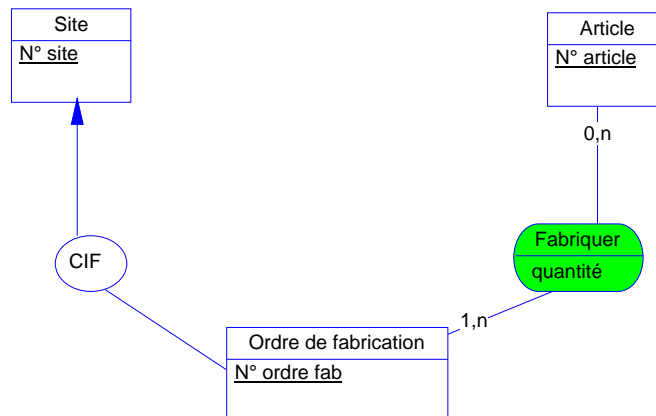 Site
N° site
Article
N° article
0,n
CIF
Fabriquer
quantité
1,n
Ordre de fabrication
N° ordre fab